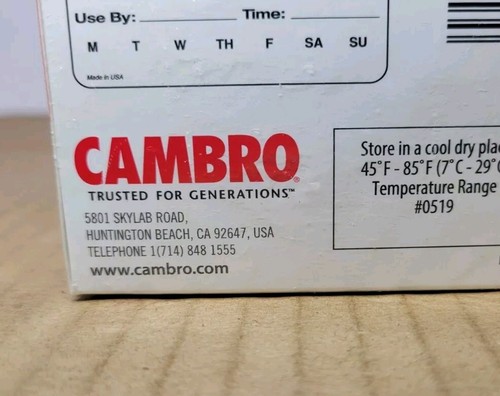 Use By: Time:
M T W TH F SA SU
Made in USA
CAMBRO
TRUSTED FOR GENERATIONS™
5801 SKYLAB ROAD,
HUNTINGTON BEACH, CA 92647, USA
TELEPHONE 1(714) 848 1555
www.cambro.com
Store in a cool dry plac
45°F - 85°F (7°C - 29°C
Temperature Range
#0519